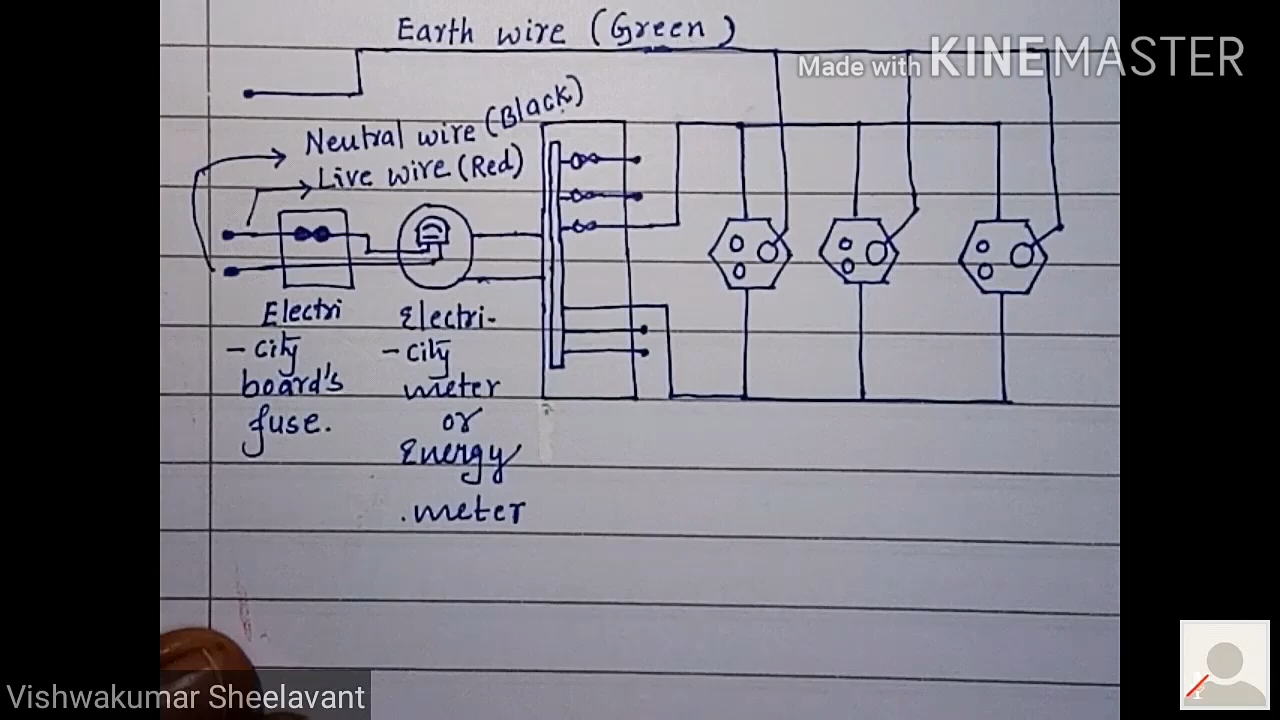 Earth wire (Green)
Made with KINEMASTER
Neutral wire (Black)
Live wire (Red)
Electri
-city
board's
fuse.
Electri-
-city
meter
or
Energy
.meter
Vishwakumar Sheelavant